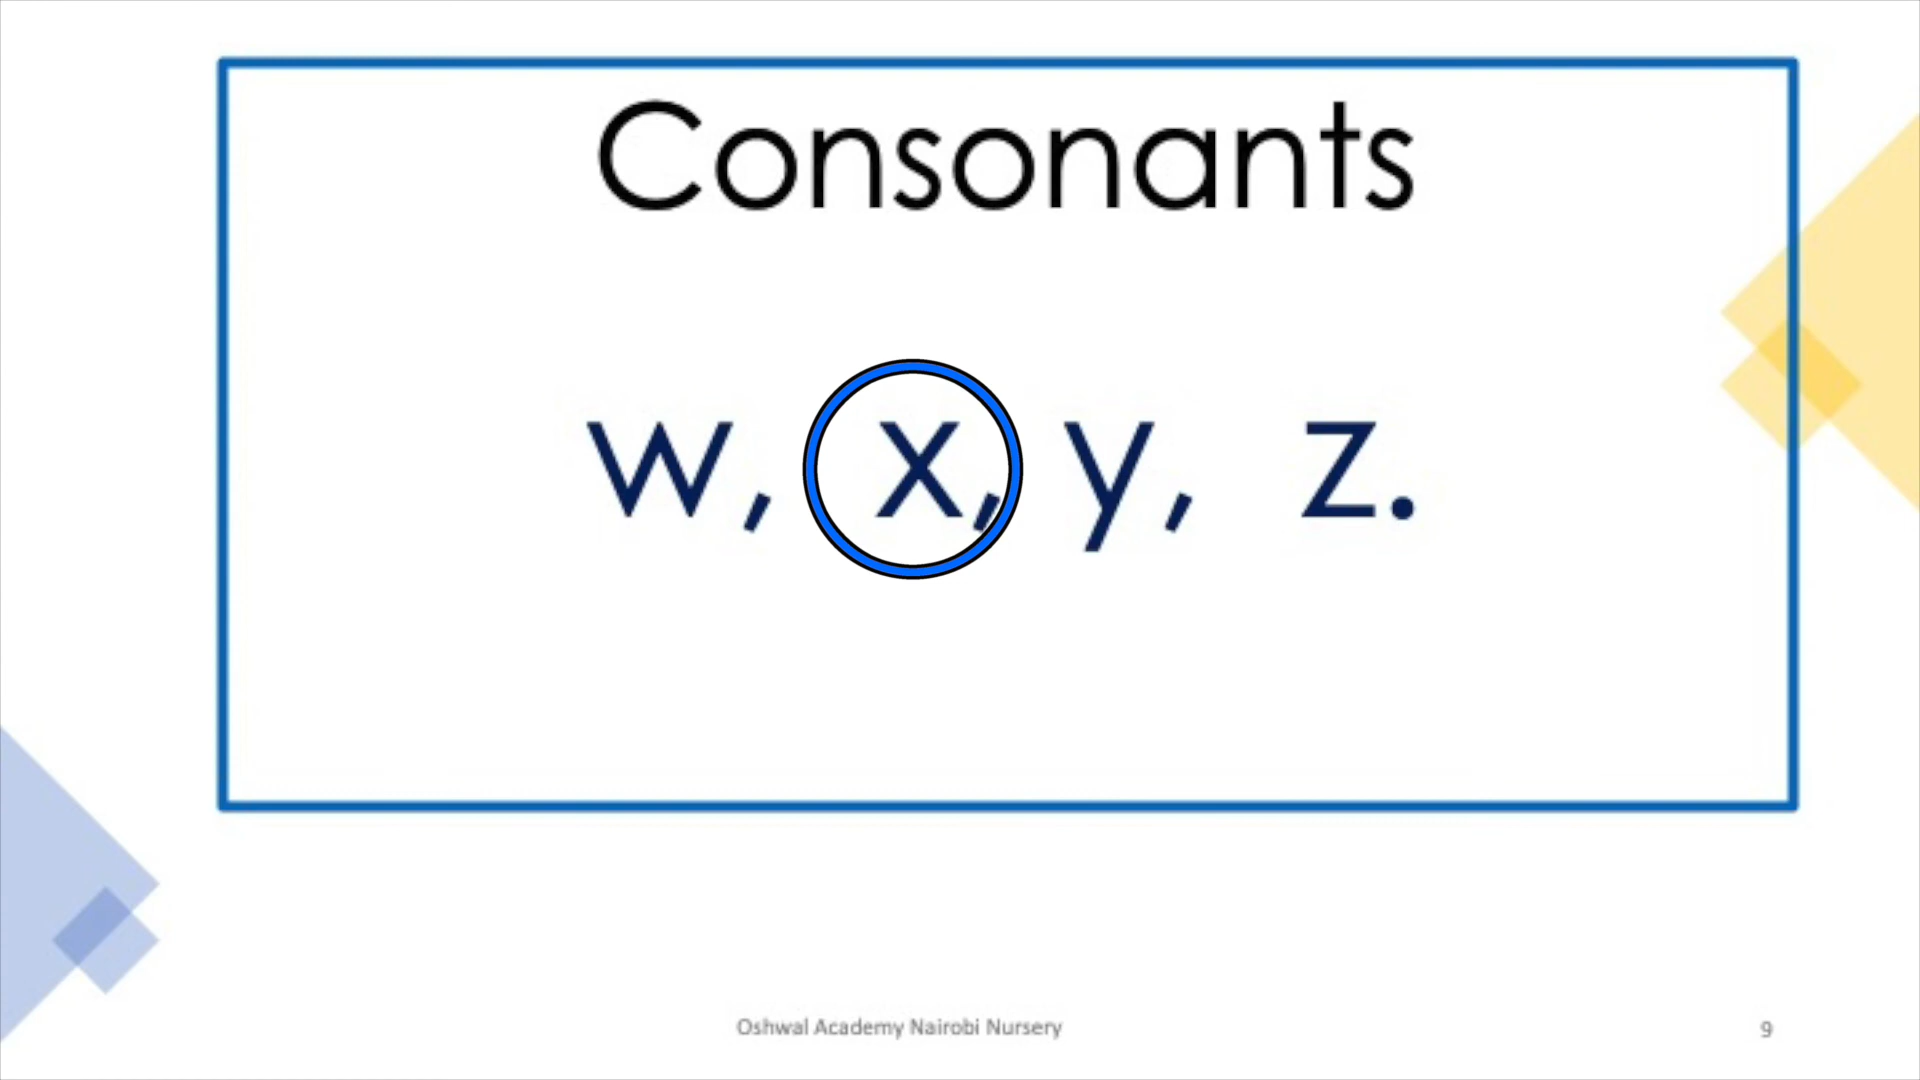 Consonants
w, x, y, z.
Oshwal Academy Nairobi Nursery
9